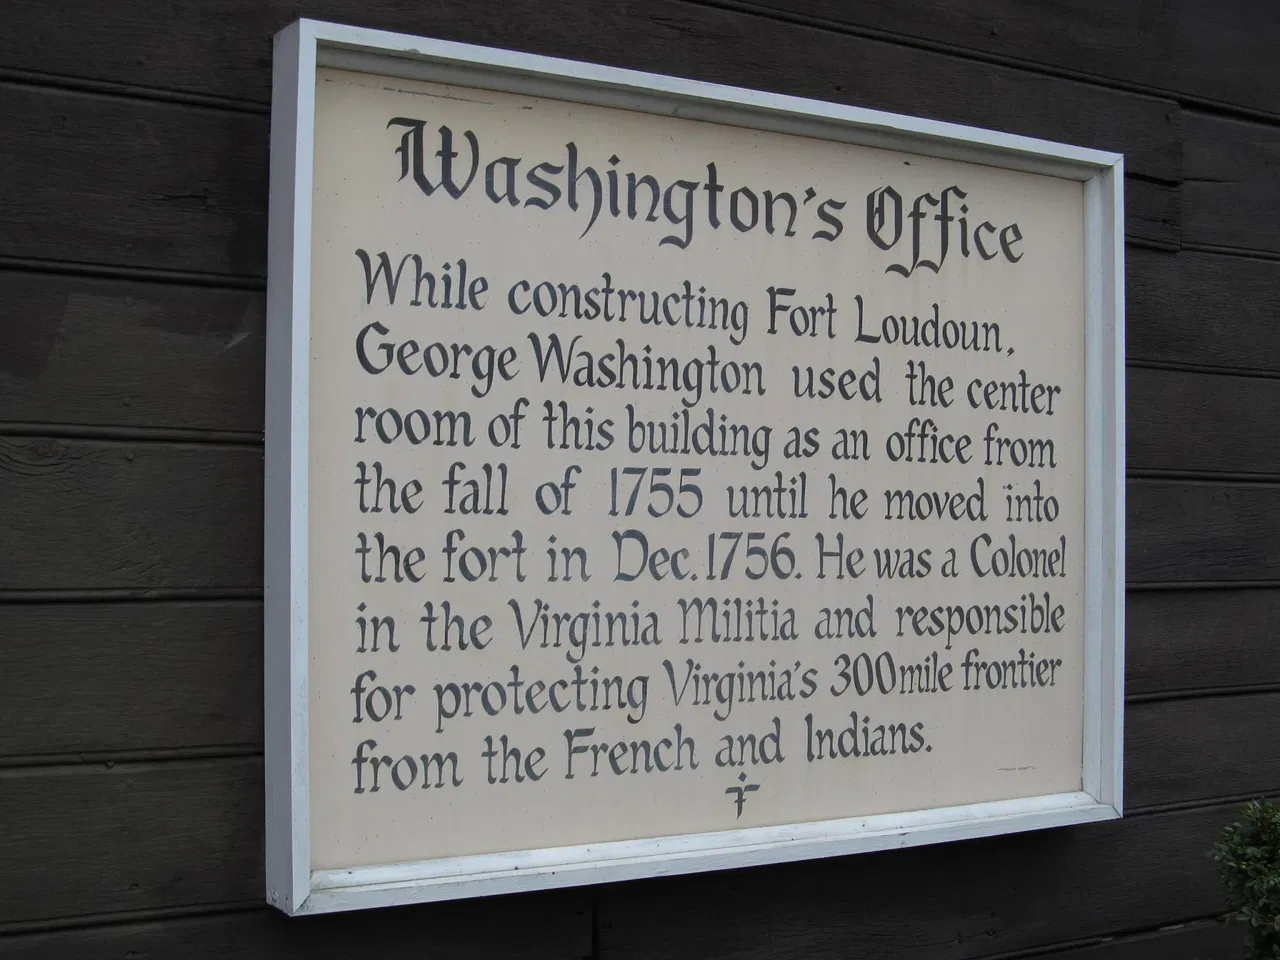 Washington's Office
While constructing Fort Loudoun,
George Washington used the center
room of this building as an office from
the fall of 1755 until he moved into
the fort in Dec. 1756. He was a Colonel
in the Virginia Militia and responsible
for protecting Virginia's 300 mile frontier
from the French and Indians.